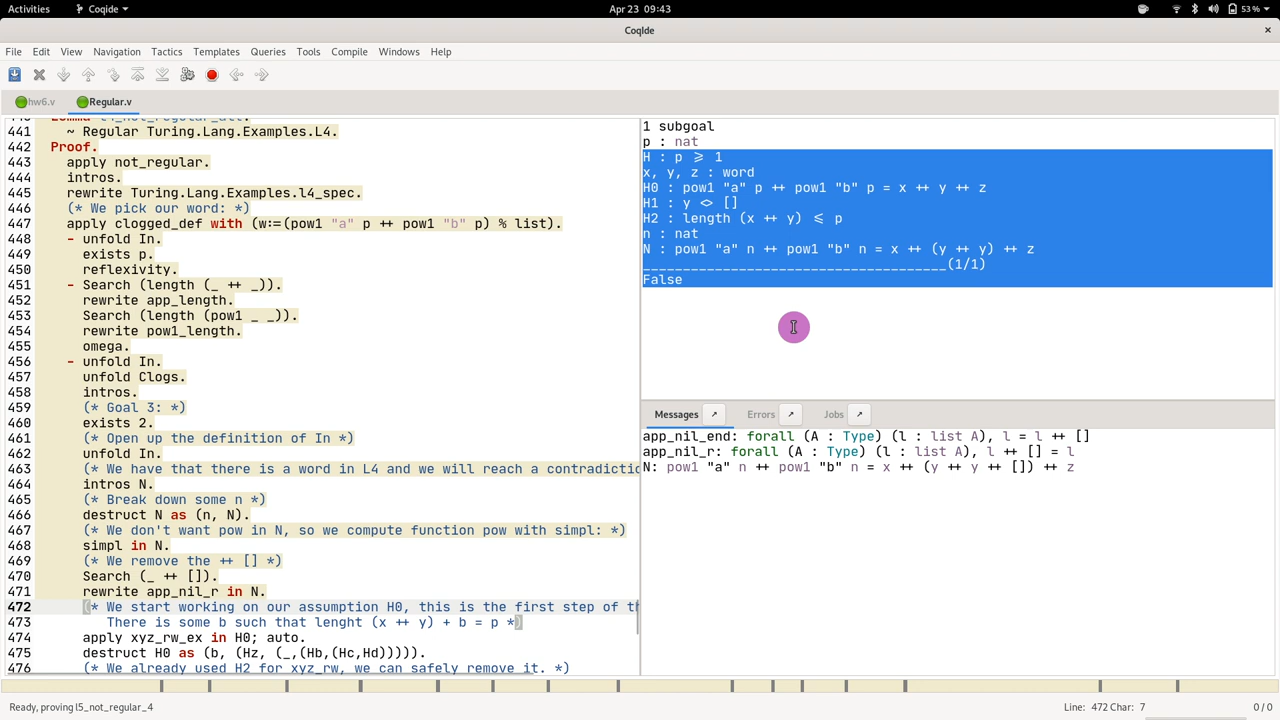 Activities Coqide Apr 23 09:43 53 %
CoqIde
File Edit View Navigation Tactics Templates Queries Tools Compile Windows Help
hw6.v Regular.v
441 ~ Regular Turing.Lang.Examples.L4.
442 Proof.
443 apply not_regular.
444 intros.
445 rewrite Turing.Lang.Examples.l4_spec.
446 (* We pick our word: *)
447 apply clogged_def with (w:=(pow1 "a" p ++ pow1 "b" p) % list).
448 - unfold In.
449 exists p.
450 reflexivity.
451 - Search (length (_ ++ _)).
452 rewrite app_length.
453 Search (length (pow1 _ _)).
454 rewrite pow1_length.
455 omega.
456 - unfold In.
457 unfold Clogs.
458 intros.
459 (* Goal 3: *)
460 exists 2.
461 (* Open up the definition of In *)
462 unfold In.
463 (* We have that there is a word in L4 and we will reach a contradictio
464 intros N.
465 (* Break down some n *)
466 destruct N as (n, N).
467 (* We don't want pow in N, so we compute function pow with simpl: *)
468 simpl in N.
469 (* We remove the ++ [] *)
470 Search (_ ++ []).
471 rewrite app_nil_r in N.
472 (* We start working on our assumption H0, this is the first step of th
473 There is some b such that lenght (x ++ y) + b = p *)
474 apply xyz_rw_ex in H0; auto.
475 destruct H0 as (b, (Hz, (_,(Hb,(Hc,Hd))))).
476 (* We already used H2 for xyz_rw, we can safely remove it. *)
1 subgoal
p : nat
H : p >= 1
x, y, z : word
H0 : pow1 "a" p ++ pow1 "b" p = x ++ y ++ z
H1 : y <> []
H2 : length (x ++ y) <= p
n : nat
N : pow1 "a" n ++ pow1 "b" n = x ++ (y ++ y) ++ z
______________________________________(1/1)
False
Messages Errors Jobs
app_nil_end: forall (A : Type) (l : list A), l = l ++ []
app_nil_r: forall (A : Type) (l : list A), l ++ [] = l
N: pow1 "a" n ++ pow1 "b" n = x ++ (y ++ y ++ []) ++ z
Ready, proving l5_not_regular_4 Line: 472 Char: 7 0 / 0